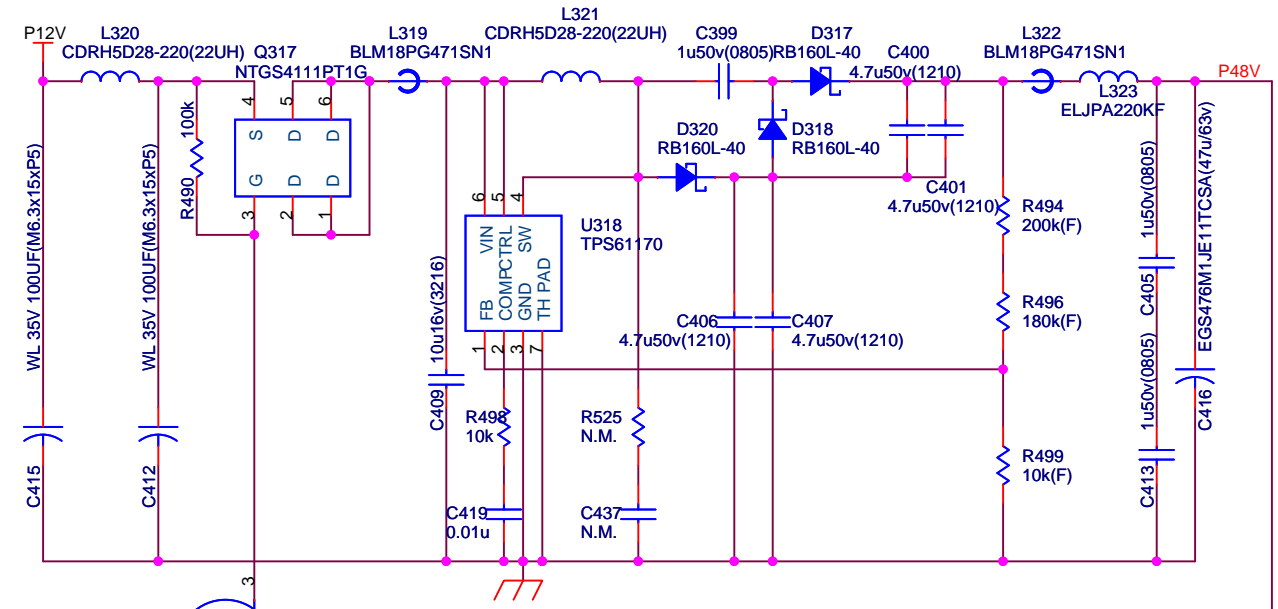 P12V
L320
CDRH5D28-220(22UH)
Q317
NTGS4111PT1G
L319
BLM18PG471SN1
L321
CDRH5D28-220(22UH)
C399
1u50v(0805)
D317
RB160L-40
C400
4.7u50v(1210)
L322
BLM18PG471SN1
P48V
L323
ELJPA220KF
4
5
6
S
D
D
G
D
D
3
2
1
100k
R490
D320
RB160L-40
D318
RB160L-40
C401
4.7u50v(1210)
6
5
4
VIN
CTRL
SW
FB
COMP
GND
TH PAD
1
2
3
7
U318
TPS61170
R494
200k(F)
R496
180k(F)
R499
10k(F)
C406
4.7u50v(1210)
C407
4.7u50v(1210)
WL 35V 100UF(M6.3x15xP5)
C415
WL 35V 100UF(M6.3x15xP5)
C412
10u16v(3216)
C409
R498
10k
C419
0.01u
R525
N.M.
C437
N.M.
1u50v(0805)
C405
1u50v(0805)
C413
EGS476M1JE11TCSA(47u/63v)
C416
3